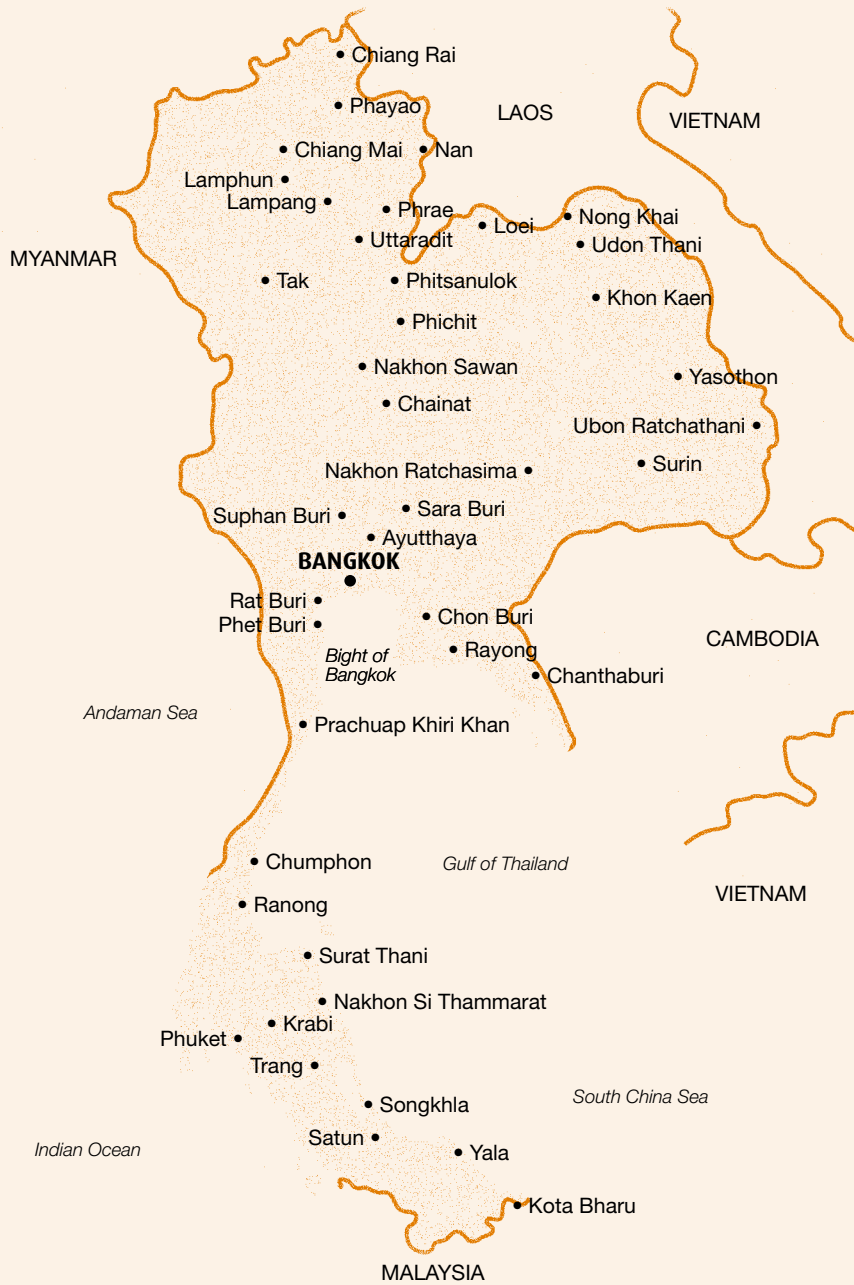 Chiang Rai
Phayao
LAOS
VIETNAM
Chiang Mai
Nan
Lamphun
Lampang
Phrae
Loei
Nong Khai
Uttaradit
Udon Thani
MYANMAR
Tak
Phitsanulok
Khon Kaen
Phichit
Nakhon Sawan
Yasothon
Chainat
Ubon Ratchathani
Nakhon Ratchasima
Surin
Suphan Buri
Sara Buri
Ayutthaya
BANGKOK
Rat Buri
Phet Buri
Chon Buri
CAMBODIA
Bight of
Bangkok
Rayong
Chanthaburi
Andaman Sea
Prachuap Khiri Khan
Chumphon
Gulf of Thailand
VIETNAM
Ranong
Surat Thani
Nakhon Si Thammarat
Krabi
Phuket
Trang
South China Sea
Songkhla
Satun
Indian Ocean
Yala
Kota Bharu
MALAYSIA